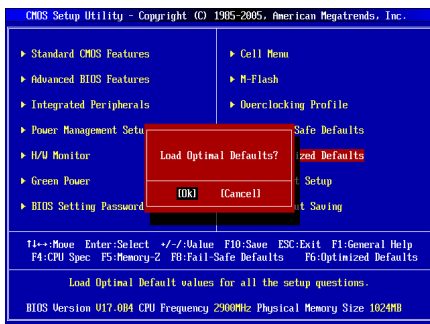 CMOS Setup Utility - Copyright (C) 1985-2005, American Megatrends, Inc.
▶ Standard CMOS Features
▶ Cell Menu
▶ Advanced BIOS Features
▶ M-Flash
▶ Integrated Peripherals
▶ Overclocking Profile
▶ Power Management Setu
Safe Defaults
▶ H/W Monitor
Load Optimal Defaults?
ized Defaults
▶ Green Power
t Setup
[Ok] [Cancel]
▶ BIOS Setting Password
ut Saving
↑↓↔:Move Enter:Select +/-/:Value F10:Save ESC:Exit F1:General Help
F4:CPU Spec F5:Memory-Z F8:Fail-Safe Defaults F6:Optimized Defaults
Load Optimal Default values for all the setup questions.
BIOS Version V17.0B4 CPU Frequency 2900MHz Physical Memory Size 1024MB